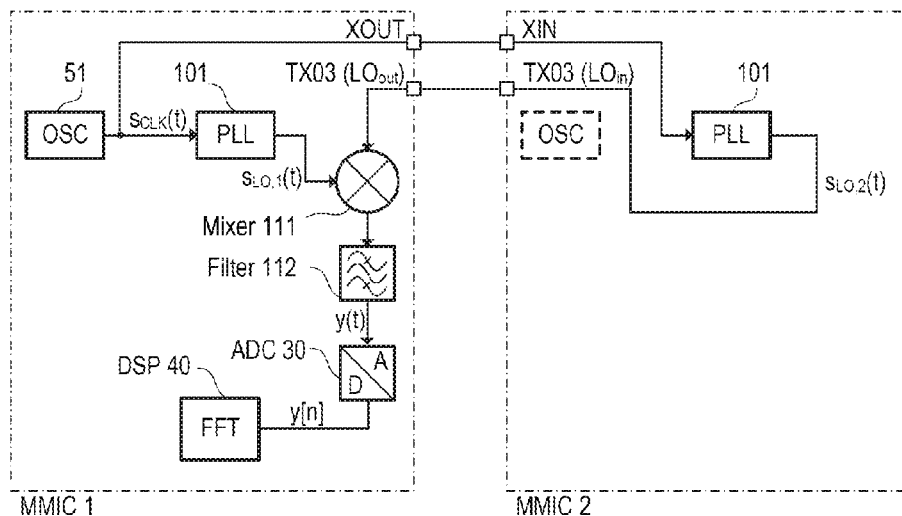 XOUT
XIN
51
101
TX03 (LOout)
TX03 (LOin)
101
OSC
sCLK(t)
PLL
OSC
PLL
sLO,1(t)
sLO,2(t)
Mixer 111
Filter 112
y(t)
ADC 30
A
D
DSP 40
FFT
y[n]
MMIC 1
MMIC 2